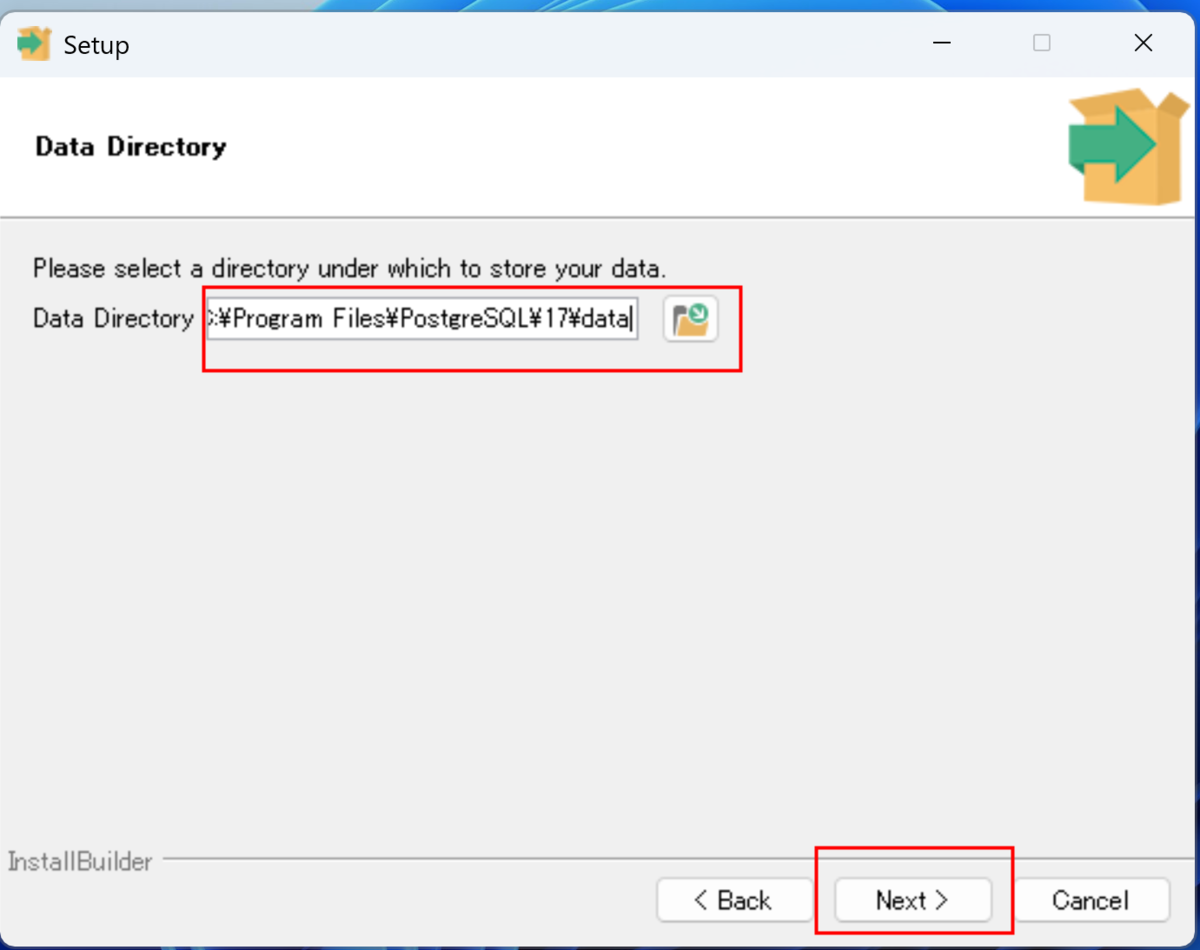 Setup
Data Directory
Please select a directory under which to store your data.
Data Directory :¥Program Files¥PostgreSQL¥17¥data
InstallBuilder
< Back
Next >
Cancel